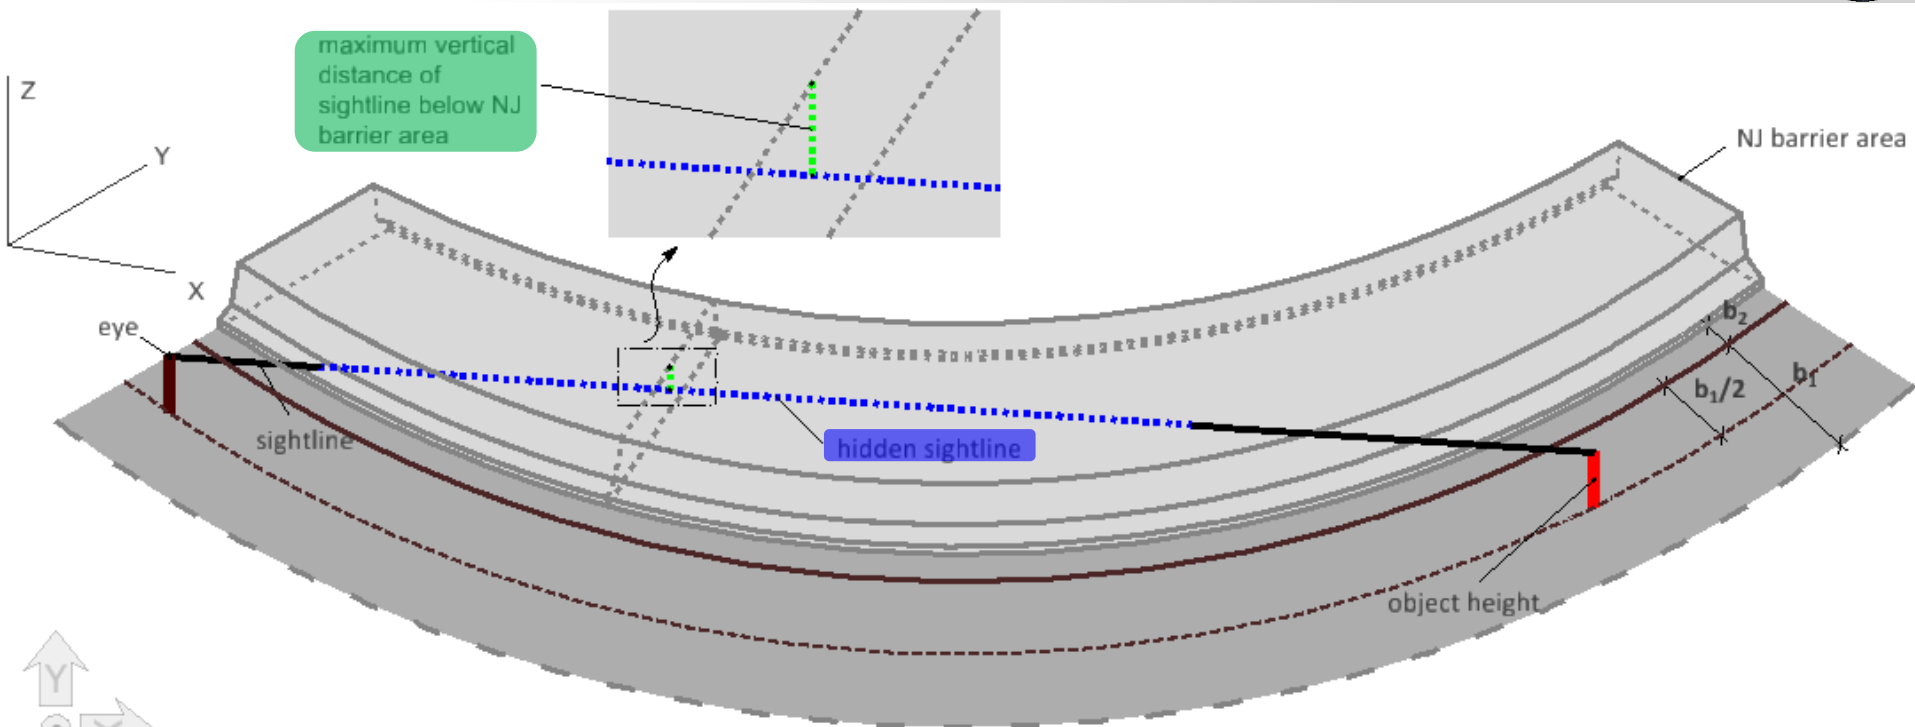 maximum vertical
distance of
sightline below NJ
barrier area
Z
Y
X
NJ barrier area
eye
sightline
hidden sightline
b₂
b₁
b₁/2
object height
Y
X